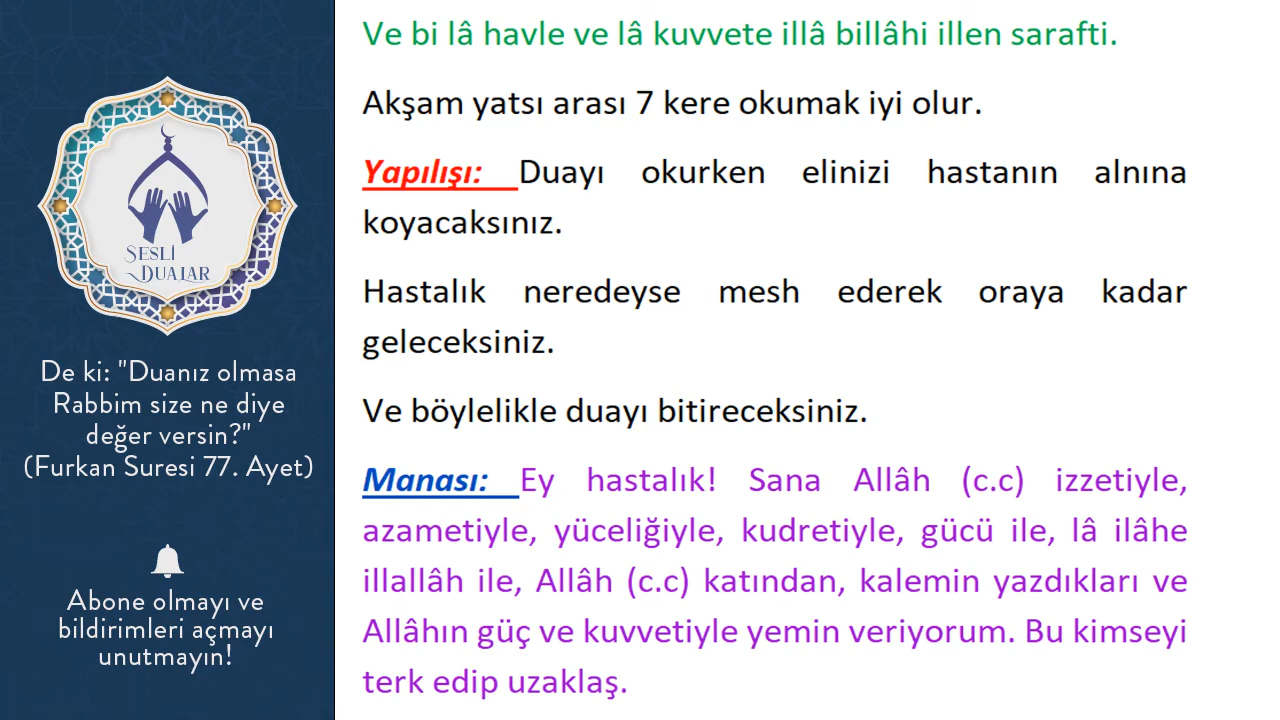 SESLİ
DUALAR
De ki: "Duanız olmasa
Rabbim size ne diye
değer versin?"
(Furkan Suresi 77. Ayet)
Abone olmayı ve
bildirimleri açmayı
unutmayın!
Ve bi lâ havle ve lâ kuvvete illâ billâhi illen sarafti.
Akşam yatsı arası 7 kere okumak iyi olur.
Yapılışı: Duayı okurken elinizi hastanın alnına
koyacaksınız.
Hastalık neredeyse mesh ederek oraya kadar
geleceksiniz.
Ve böylelikle duayı bitireceksiniz.
Manası: Ey hastalık! Sana Allâh (c.c) izzetiyle,
azametiyle, yüceliğiyle, kudretiyle, gücü ile, lâ ilâhe
illallâh ile, Allâh (c.c) katından, kalemin yazdıkları ve
Allâhın güç ve kuvvetiyle yemin veriyorum. Bu kimseyi
terk edip uzaklaş.